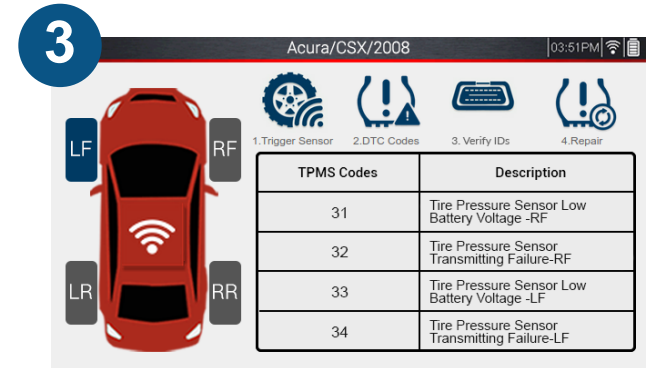 3
Acura/CSX/2008
03:51PM
1.Trigger Sensor
2.DTC Codes
3. Verify IDs
4.Repair
LF
RF
LR
RR
TPMS Codes
Description
31
Tire Pressure Sensor Low
Battery Voltage -RF
32
Tire Pressure Sensor
Transmitting Failure-RF
33
Tire Pressure Sensor Low
Battery Voltage -LF
34
Tire Pressure Sensor
Transmitting Failure-LF